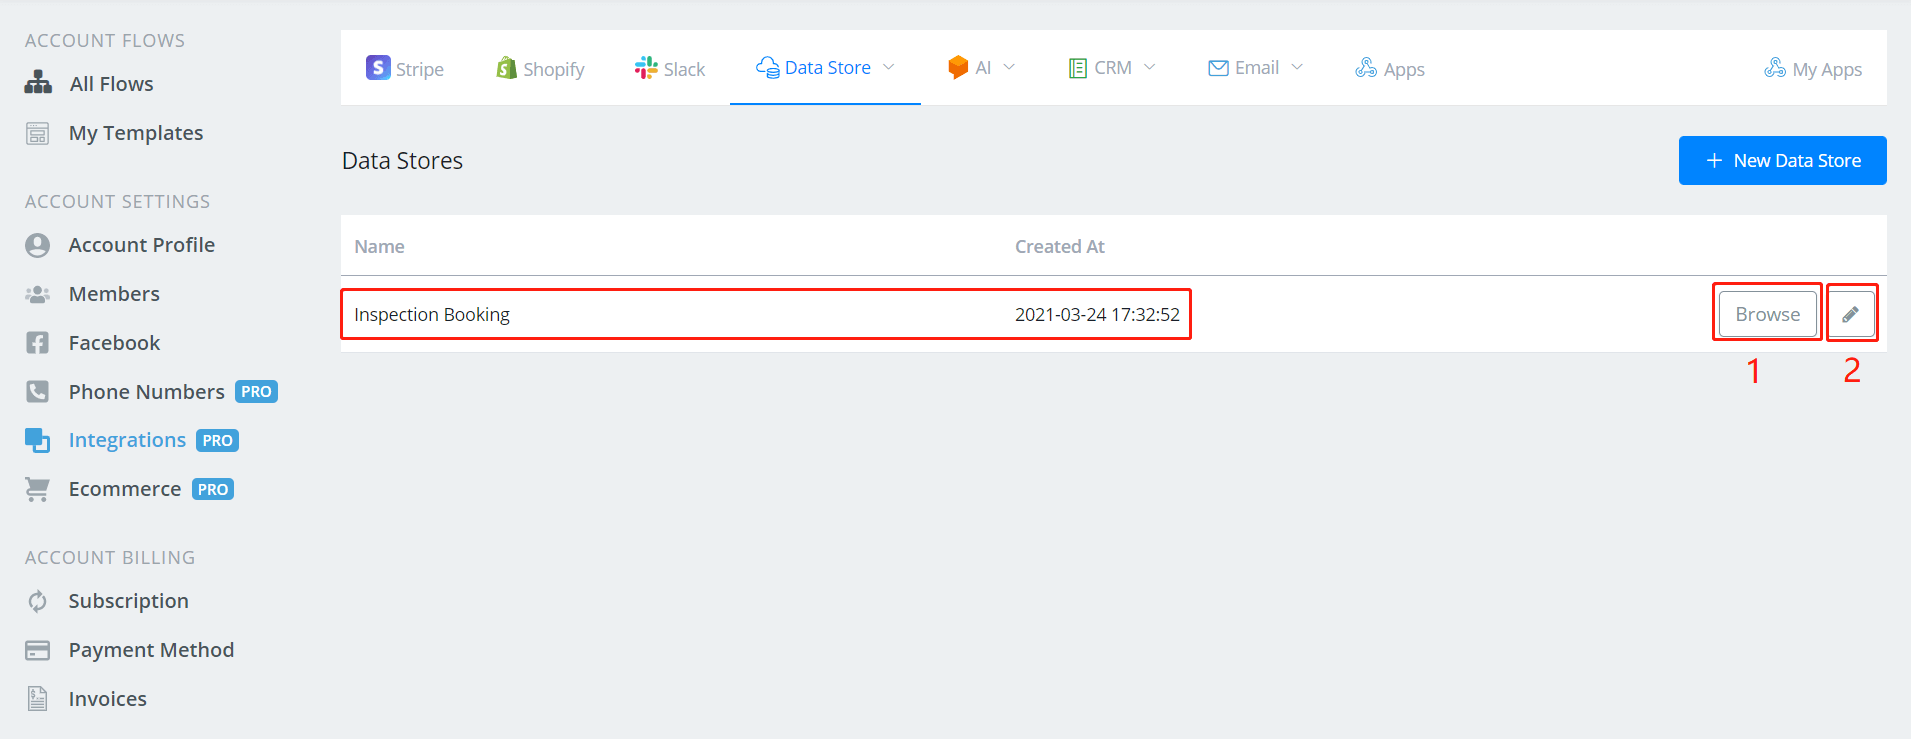 ACCOUNT FLOWS
All Flows
My Templates
ACCOUNT SETTINGS
Account Profile
Members
Facebook
Phone Numbers PRO
Integrations PRO
Ecommerce PRO
ACCOUNT BILLING
Subscription
Payment Method
Invoices
S Stripe Shopify Slack Data Store AI CRM Email Apps My Apps
Data Stores
+ New Data Store
Name Created At
Inspection Booking 2021-03-24 17:32:52 Browse
1 2